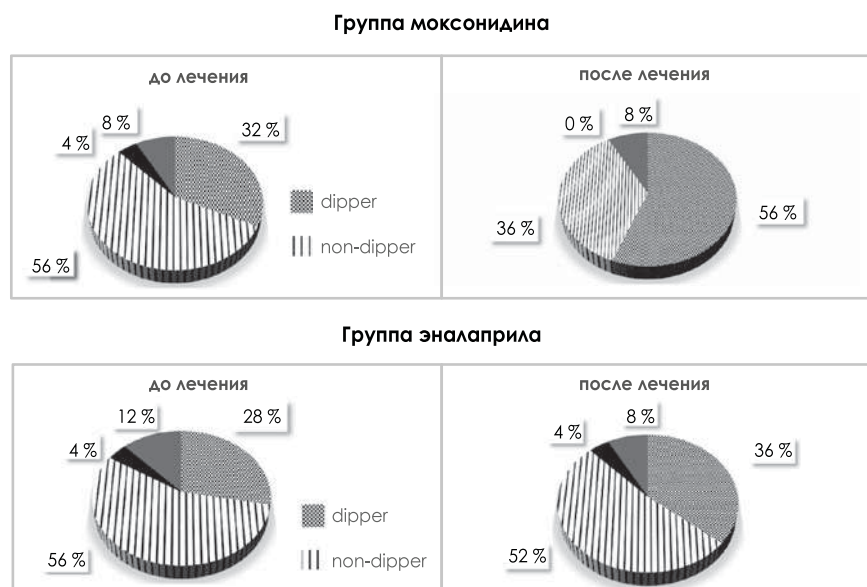 Группа моксонидина
до лечения
после лечения
8 %
4 %
32 %
56 %
dipper
non-dipper
0 %
8 %
36 %
56 %
Группа эналаприла
до лечения
после лечения
12 %
4 %
28 %
56 %
dipper
non-dipper
8 %
4 %
36 %
52 %